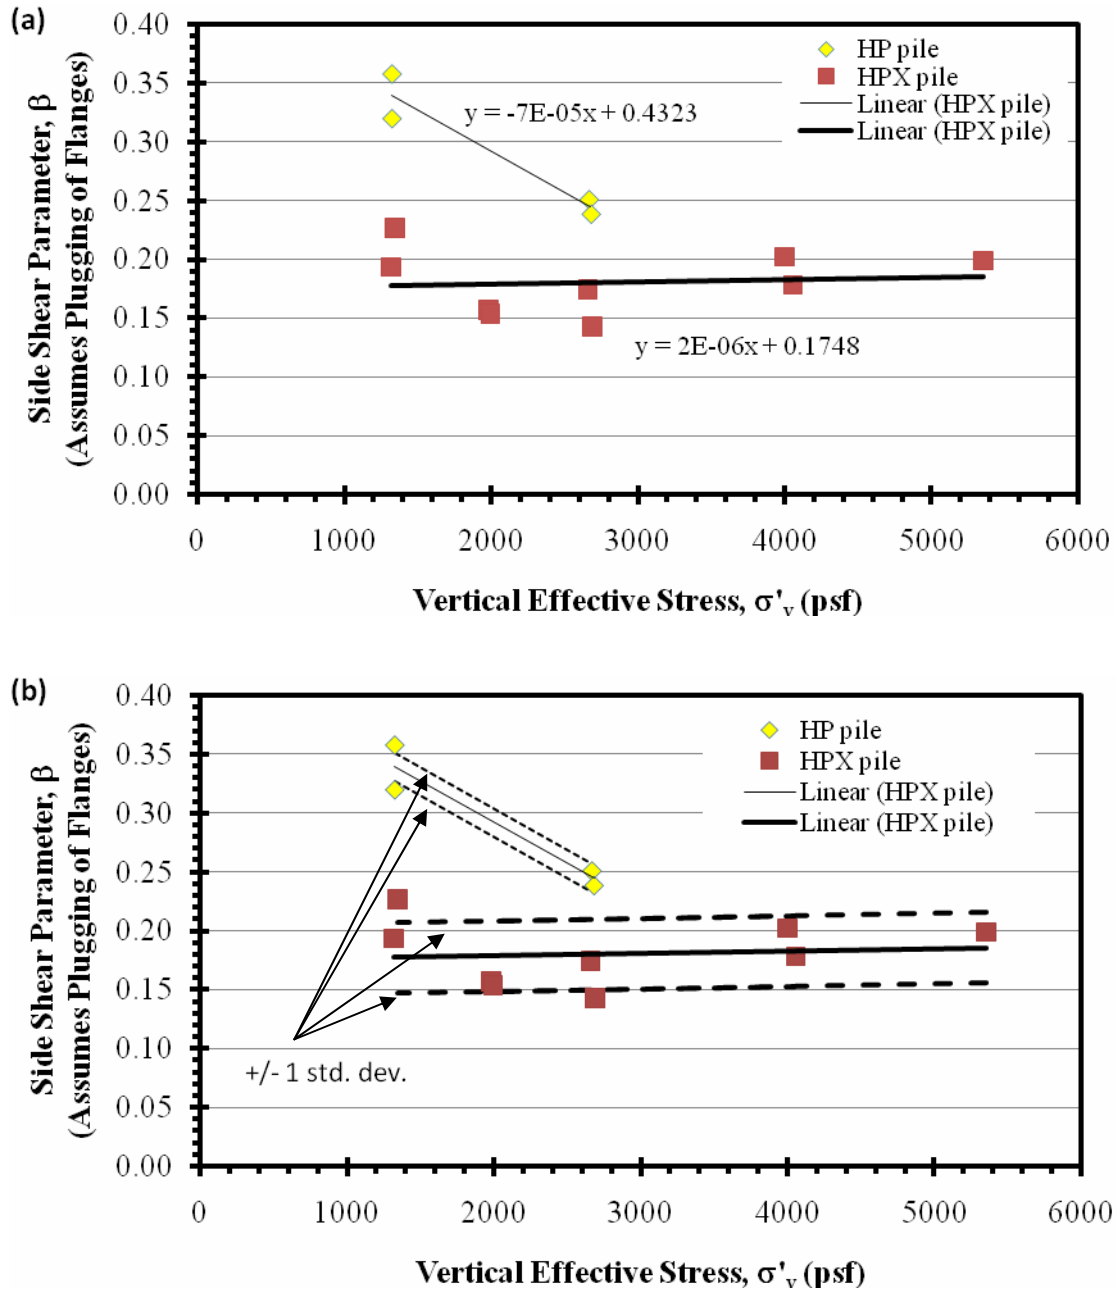 (a)
0.40
0.35
0.30
0.25
0.20
0.15
0.10
0.05
0.00
Side Shear Parameter, β
(Assumes Plugging of Flanges)
HP pile
HPX pile
Linear (HPX pile)
Linear (HPX pile)
y = -7E-05x + 0.4323
y = 2E-06x + 0.1748
0 1000 2000 3000 4000 5000 6000
Vertical Effective Stress, σ'v (psf)
(b)
0.40
0.35
0.30
0.25
0.20
0.15
0.10
0.05
0.00
Side Shear Parameter, β
(Assumes Plugging of Flanges)
HP pile
HPX pile
Linear (HPX pile)
Linear (HPX pile)
+/- 1 std. dev.
0 1000 2000 3000 4000 5000 6000
Vertical Effective Stress, σ'v (psf)